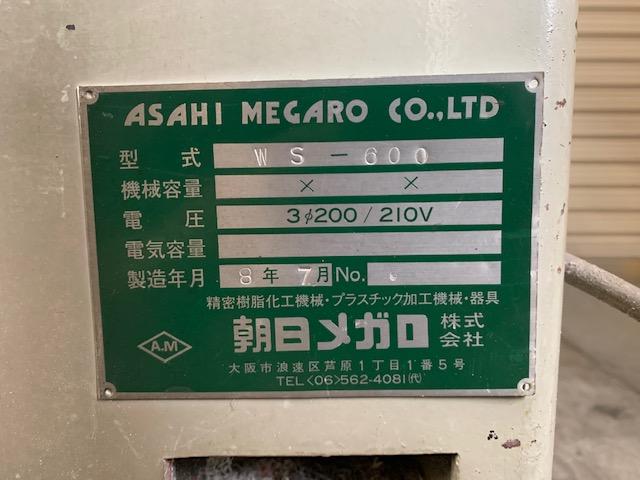 ASAHI MEGARO CO.,LTD
型 式 WS-600
機械容量 × ×
電 圧 3φ200/210V
電気容量
製造年月 8年 7月 No.
精密樹脂化工機械・プラスチック加工機械・器具
A.M 朝日メガロ 株式会社
大阪市浪速区芦原1丁目1番5号
TEL<06>562-4081(代)